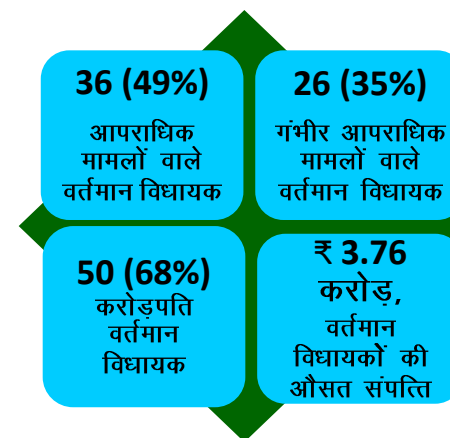 36 (49%)
आपराधिक
मामलों वाले
वर्तमान विधायक
26 (35%)
गंभीर आपराधिक
मामलों वाले
वर्तमान विधायक
50 (68%)
करोड़पति
वर्तमान
विधायक
₹ 3.76
करोड़,
वर्तमान
विधायकों की
औसत संपत्ति